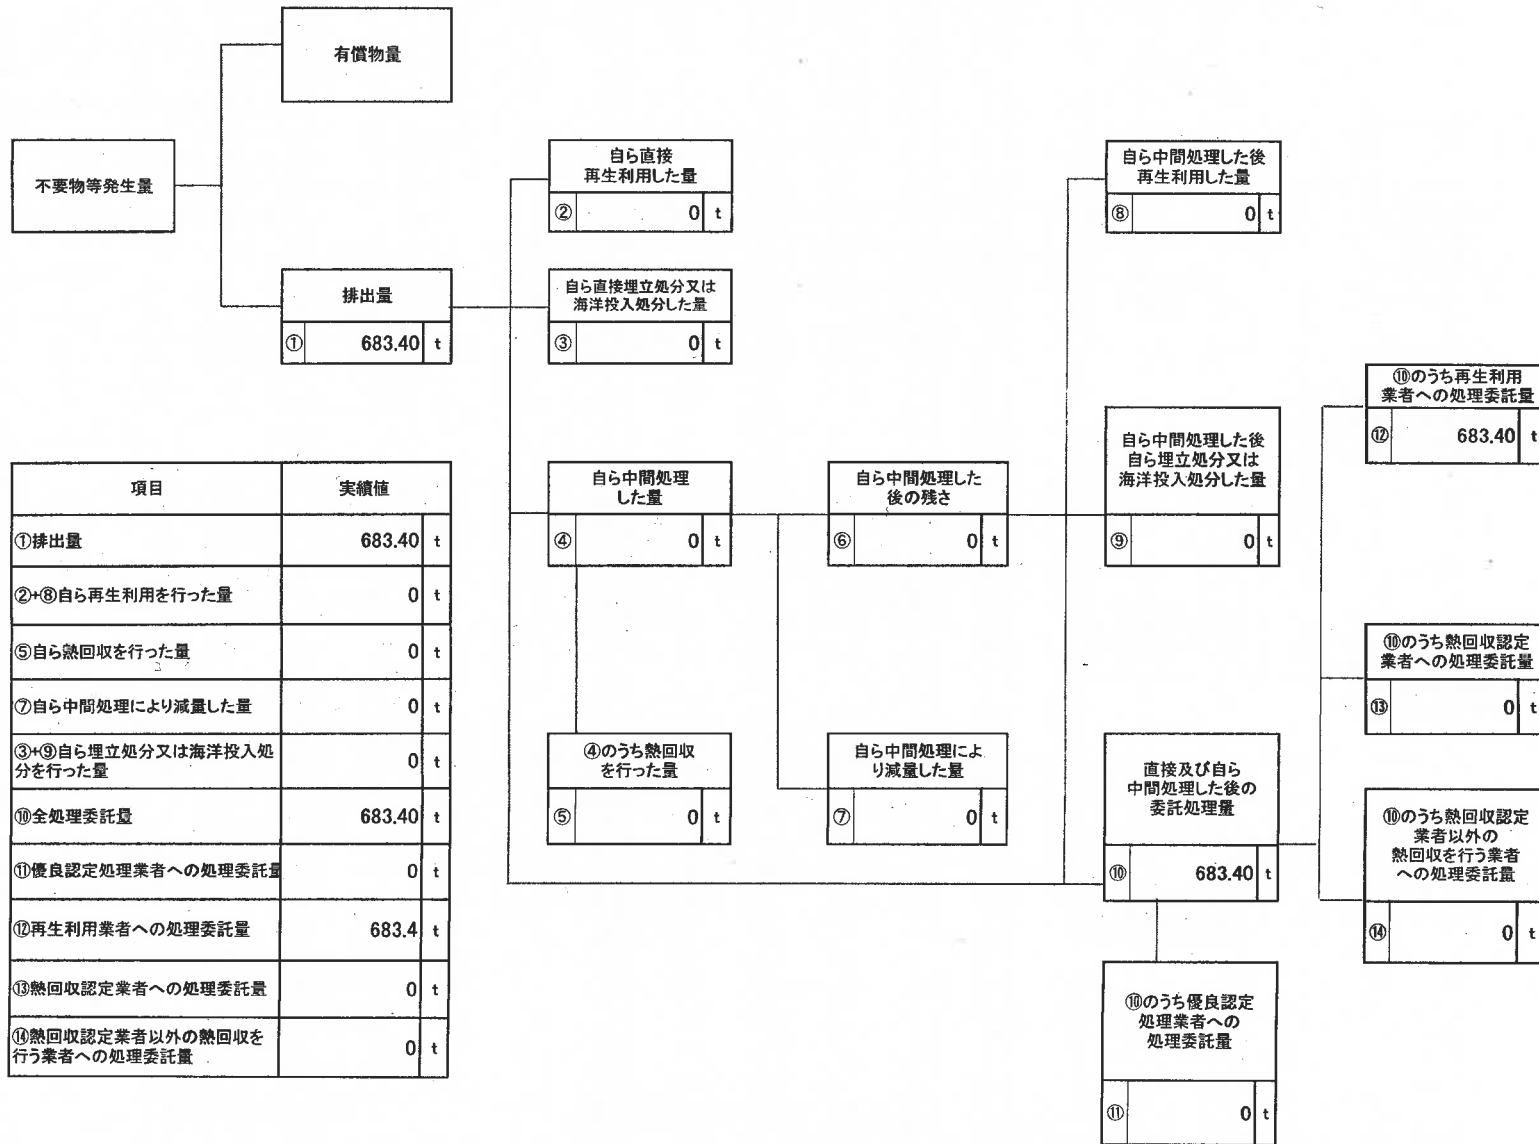 有償物量
不要物等発生量
排出量
① 683.40 t
自ら直接
再生利用した量
② 0 t
自ら直接埋立処分又は
海洋投入処分した量
③ 0 t
自ら中間処理
した量
④ 0 t
④のうち熱回収
を行った量
⑤ 0 t
自ら中間処理した
後の残さ
⑥ 0 t
自ら中間処理によ
り減量した量
⑦ 0 t
自ら中間処理した後
再生利用した量
⑧ 0 t
自ら中間処理した後
自ら埋立処分又は
海洋投入処分した量
⑨ 0 t
直接及び自ら
中間処理した後の
委託処理量
⑩ 683.40 t
⑩のうち優良認定
処理業者への
処理委託量
⑪ 0 t
⑩のうち再生利用
業者への処理委託量
⑫ 683.40 t
⑩のうち熱回収認定
業者への処理委託量
⑬ 0 t
⑩のうち熱回収認定
業者以外の
熱回収を行う業者
への処理委託量
⑭ 0 t
項目 実績値
①排出量 683.40 t
②+⑧自ら再生利用を行った量 0 t
⑤自ら熱回収を行った量 0 t
⑦自ら中間処理により減量した量 0 t
③+⑨自ら埋立処分又は海洋投入処
分を行った量 0 t
⑩全処理委託量 683.40 t
⑪優良認定処理業者への処理委託量 0 t
⑫再生利用業者への処理委託量 683.4 t
⑬熱回収認定業者への処理委託量 0 t
⑭熱回収認定業者以外の熱回収を
行う業者への処理委託量 0 t